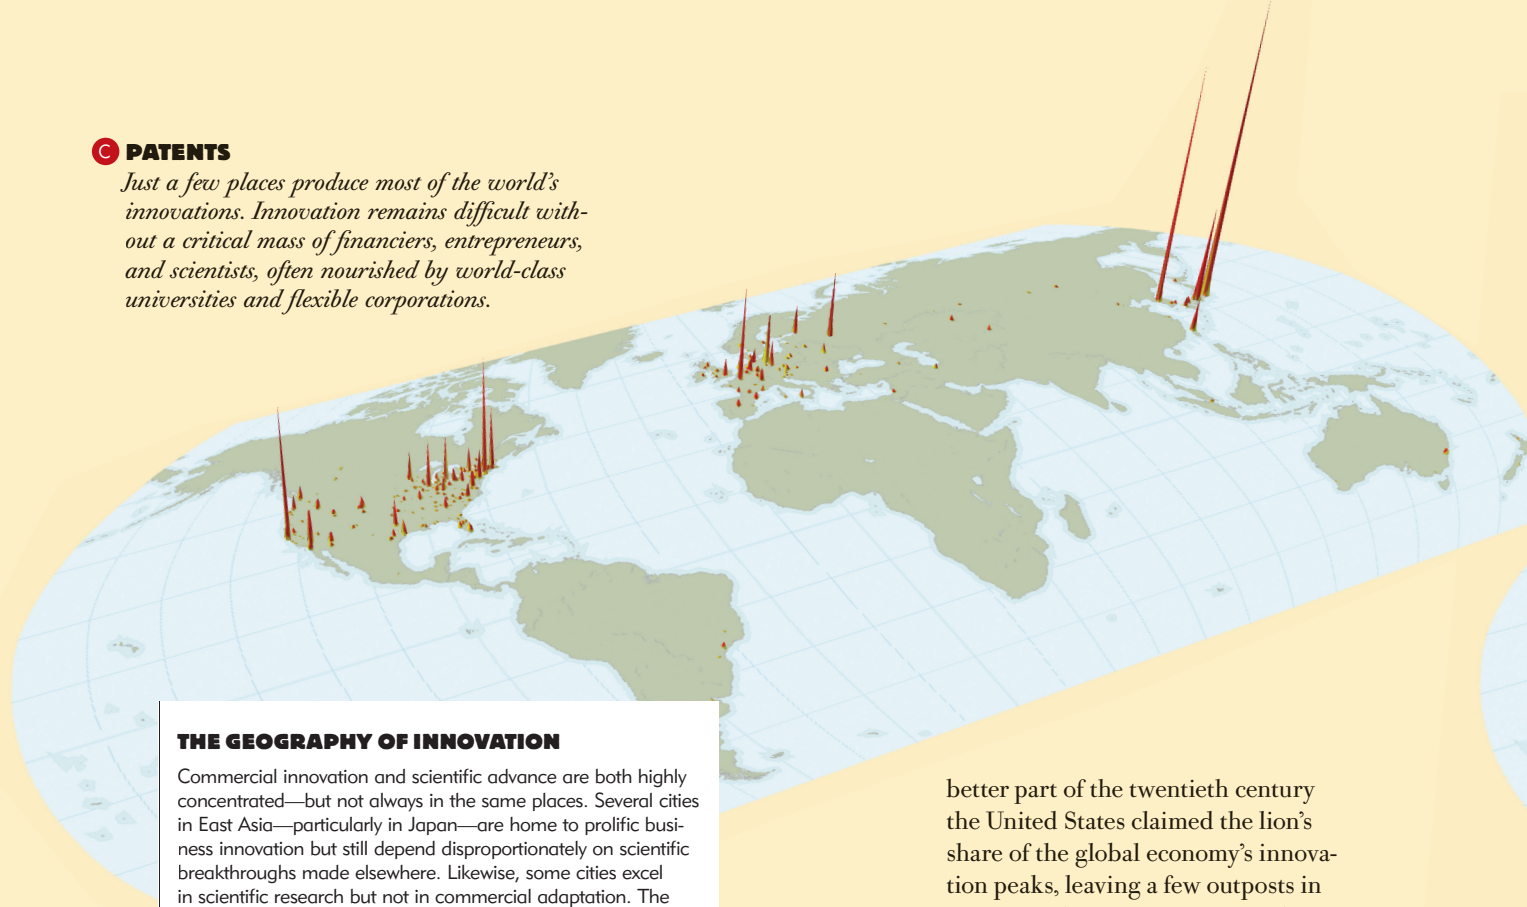 C PATENTS
Just a few places produce most of the world's
innovations. Innovation remains difficult with-
out a critical mass of financiers, entrepreneurs,
and scientists, often nourished by world-class
universities and flexible corporations.
THE GEOGRAPHY OF INNOVATION
Commercial innovation and scientific advance are both highly
concentrated—but not always in the same places. Several cities
in East Asia—particularly in Japan—are home to prolific busi-
ness innovation but still depend disproportionately on scientific
breakthroughs made elsewhere. Likewise, some cities excel
in scientific research but not in commercial adaptation. The
better part of the twentieth century
the United States claimed the lion's
share of the global economy's innova-
tion peaks, leaving a few outposts in